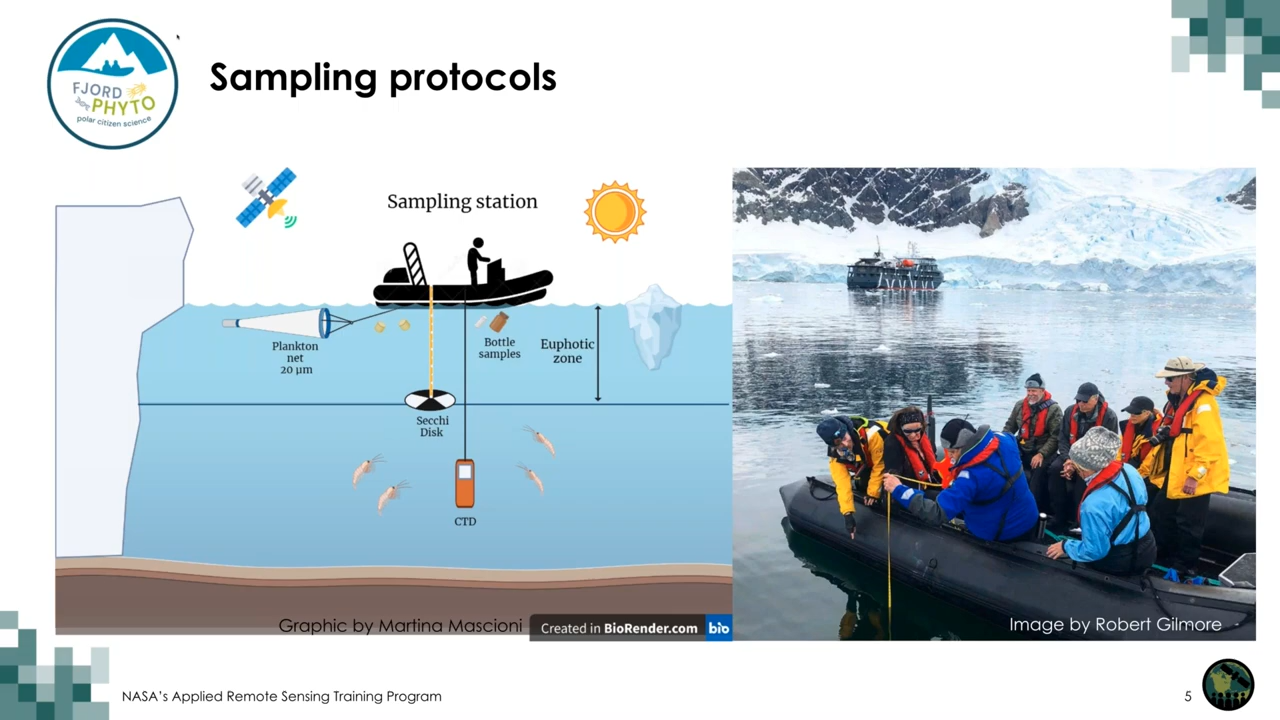 FJORD
PHYTO
polar citizen science
Sampling protocols
Sampling station
Plankton
net
20 μm
Bottle
samples
Euphotic
zone
Secchi
Disk
CTD
Graphic by Martina Mascioni
Created in BioRender.com
bio
Image by Robert Gilmore
NASA's Applied Remote Sensing Training Program
5